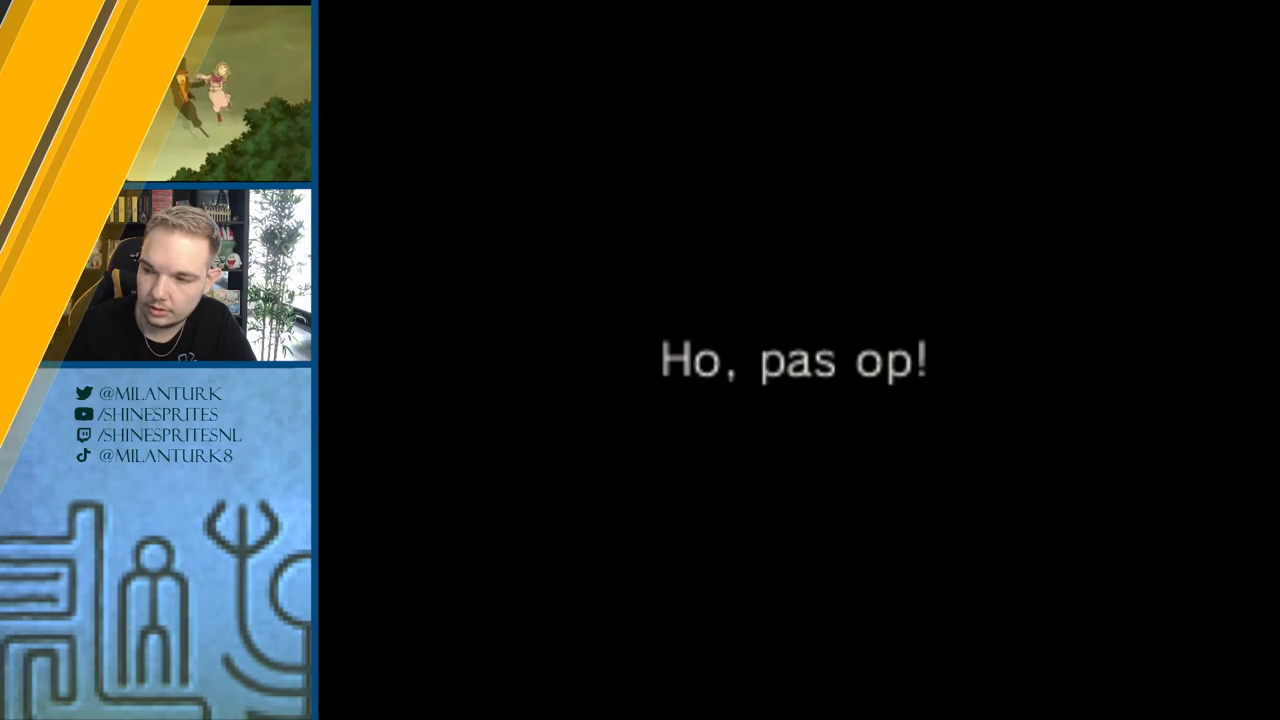 @MILANTURK
/SHINESPRITES
/SHINESPRITESNL
@MILANTURK8
Ho, pas op!